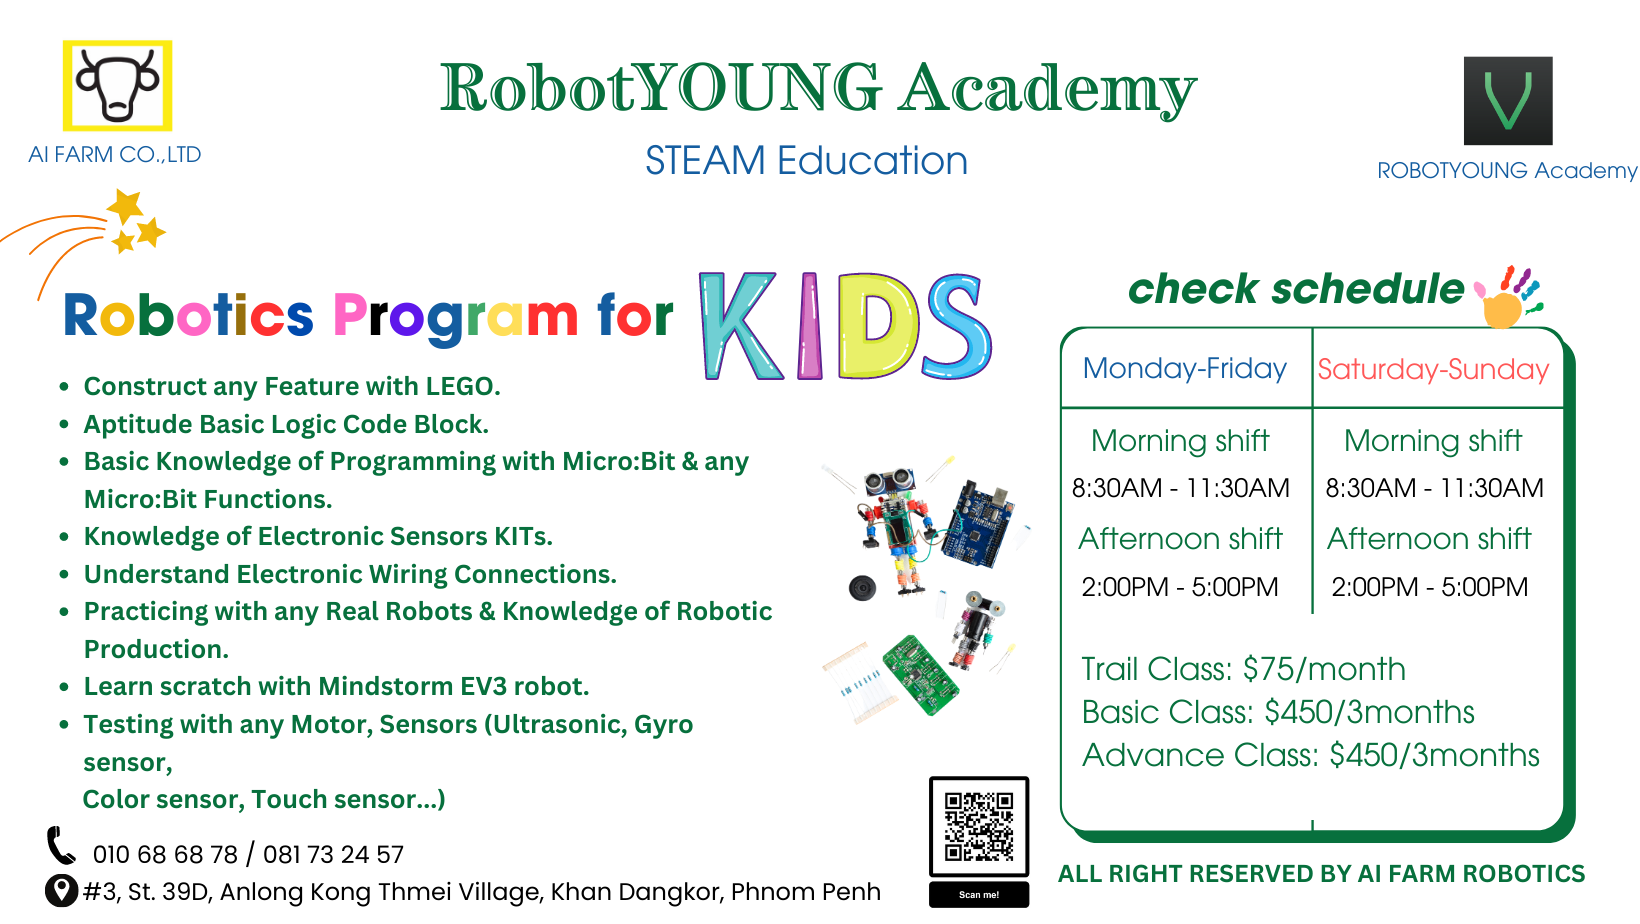 AI FARM CO.,LTD
RobotYOUNG Academy
STEAM Education
V
ROBOTYOUNG Academy
Robotics Program for KIDS
• Construct any Feature with LEGO.
• Aptitude Basic Logic Code Block.
• Basic Knowledge of Programming with Micro:Bit & any
Micro:Bit Functions.
• Knowledge of Electronic Sensors KITs.
• Understand Electronic Wiring Connections.
• Practicing with any Real Robots & Knowledge of Robotic
Production.
• Learn scratch with Mindstorm EV3 robot.
• Testing with any Motor, Sensors (Ultrasonic, Gyro
sensor,
Color sensor, Touch sensor...)
010 68 68 78 / 081 73 24 57
#3, St. 39D, Anlong Kong Thmei Village, Khan Dangkor, Phnom Penh
Scan me!
check schedule
Monday-Friday
Saturday-Sunday
Morning shift
Morning shift
8:30AM - 11:30AM
8:30AM - 11:30AM
Afternoon shift
Afternoon shift
2:00PM - 5:00PM
2:00PM - 5:00PM
Trail Class: $75/month
Basic Class: $450/3months
Advance Class: $450/3months
ALL RIGHT RESERVED BY AI FARM ROBOTICS